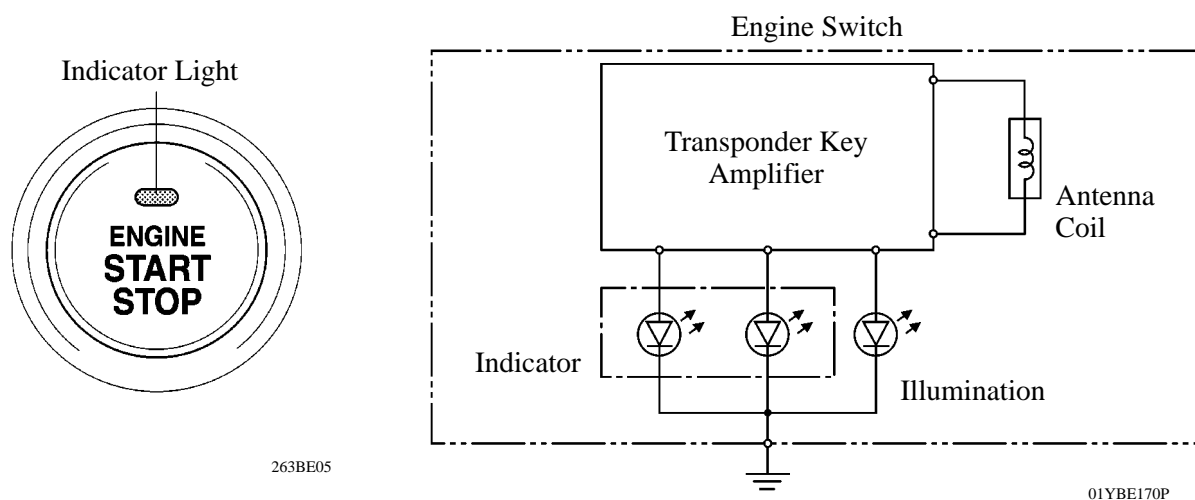 Engine Switch
Indicator Light
ENGINE
START
STOP
Transponder Key
Amplifier
Antenna
Coil
Indicator
Illumination
263BE05
01YBE170P